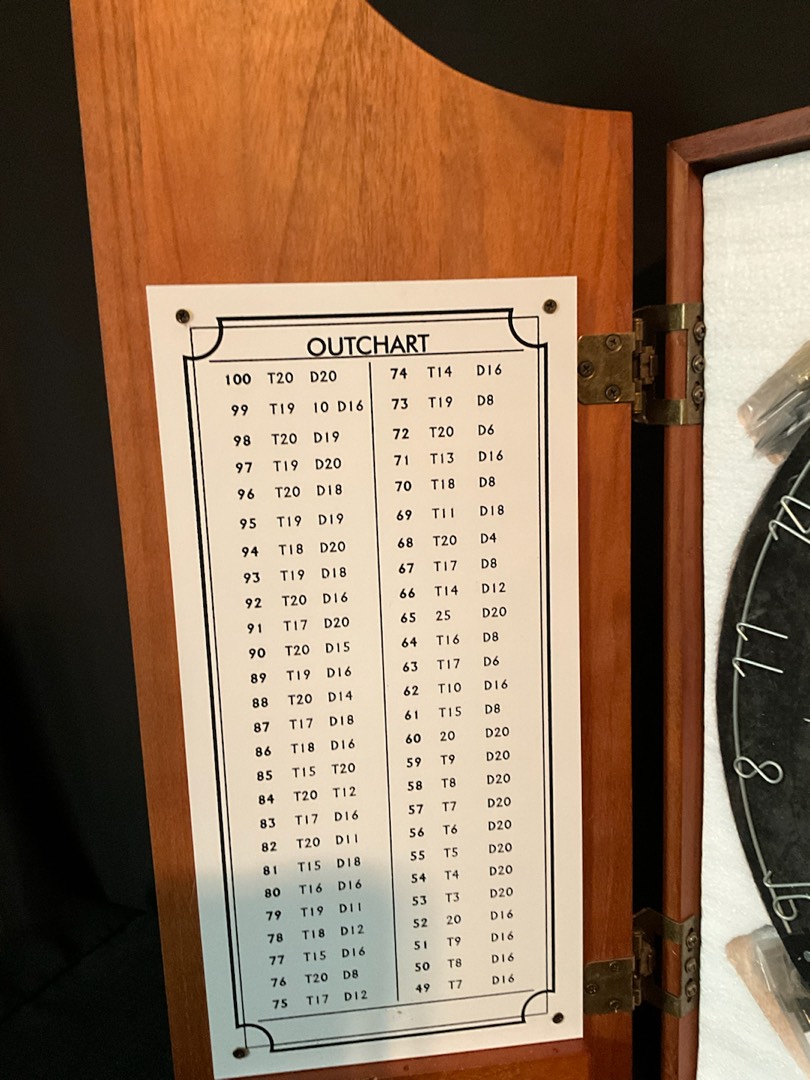 OUTCHART
100 T20 D20
99 T19 10 D16
98 T20 D19
97 T19 D20
96 T20 D18
95 T19 D19
94 T18 D20
93 T19 D18
92 T20 D16
91 T17 D20
90 T20 D15
89 T19 D16
88 T20 D14
87 T17 D18
86 T18 D16
85 T15 T20
84 T20 T12
83 T17 D16
82 T20 D11
81 T15 D18
80 T16 D16
79 T19 D11
78 T18 D12
77 T15 D16
76 T20 D8
75 T17 D12
74 T14 D16
73 T19 D8
72 T20 D6
71 T13 D16
70 T18 D8
69 T11 D18
68 T20 D4
67 T17 D8
66 T14 D12
65 25 D20
64 T16 D8
63 T17 D6
62 T10 D16
61 T15 D8
60 20 D20
59 T9 D20
58 T8 D20
57 T7 D20
56 T6 D20
55 T5 D20
54 T4 D20
53 T3 D20
52 20 D16
51 T9 D16
50 T8 D16
49 T7 D16
11
8
16